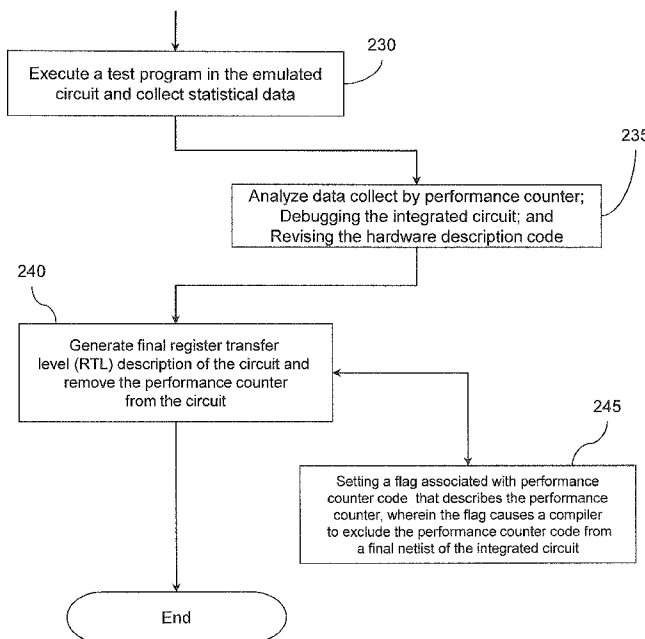 230
Execute a test program in the emulated
circuit and collect statistical data
235
Analyze data collect by performance counter;
Debugging the integrated circuit; and
Revising the hardware description code
240
Generate final register transfer
level (RTL) description of the circuit and
remove the performance counter
from the circuit
245
Setting a flag associated with performance
counter code that describes the performance
counter, wherein the flag causes a compiler
to exclude the performance counter code from
a final netlist of the integrated circuit
End